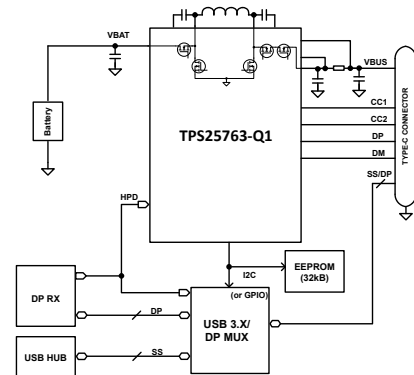 VBAT
VBUS
Battery
TPS25763-Q1
CC1
CC2
DP
DM
TYPE-C CONNECTOR
SS/DP
HPD
I2C
EEPROM
(32kB)
(or GPIO)
DP RX
DP
USB 3.X/
DP MUX
USB HUB
SS